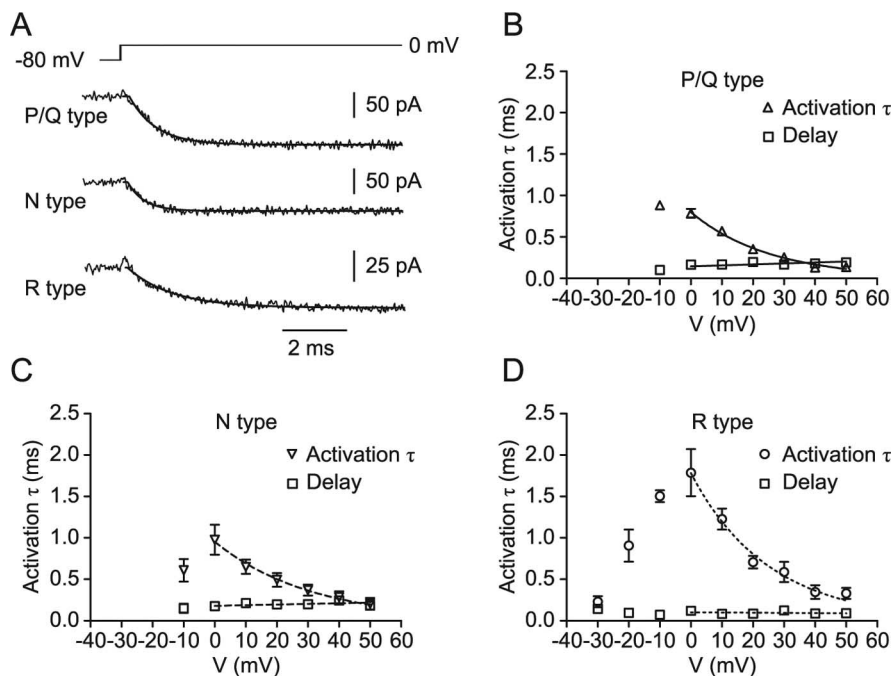 A
-80 mV
0 mV
P/Q type
50 pA
N type
50 pA
R type
25 pA
2 ms
B
P/Q type
Activation τ
Delay
Activation τ (ms)
2.5
2.0
1.5
1.0
0.5
0.0
-40 -30 -20 -10 0 10 20 30 40 50 60
V (mV)
C
N type
Activation τ
Delay
Activation τ (ms)
2.5
2.0
1.5
1.0
0.5
0.0
-40 -30 -20 -10 0 10 20 30 40 50 60
V (mV)
D
R type
Activation τ
Delay
Activation τ (ms)
2.5
2.0
1.5
1.0
0.5
0.0
-40 -30 -20 -10 0 10 20 30 40 50 60
V (mV)